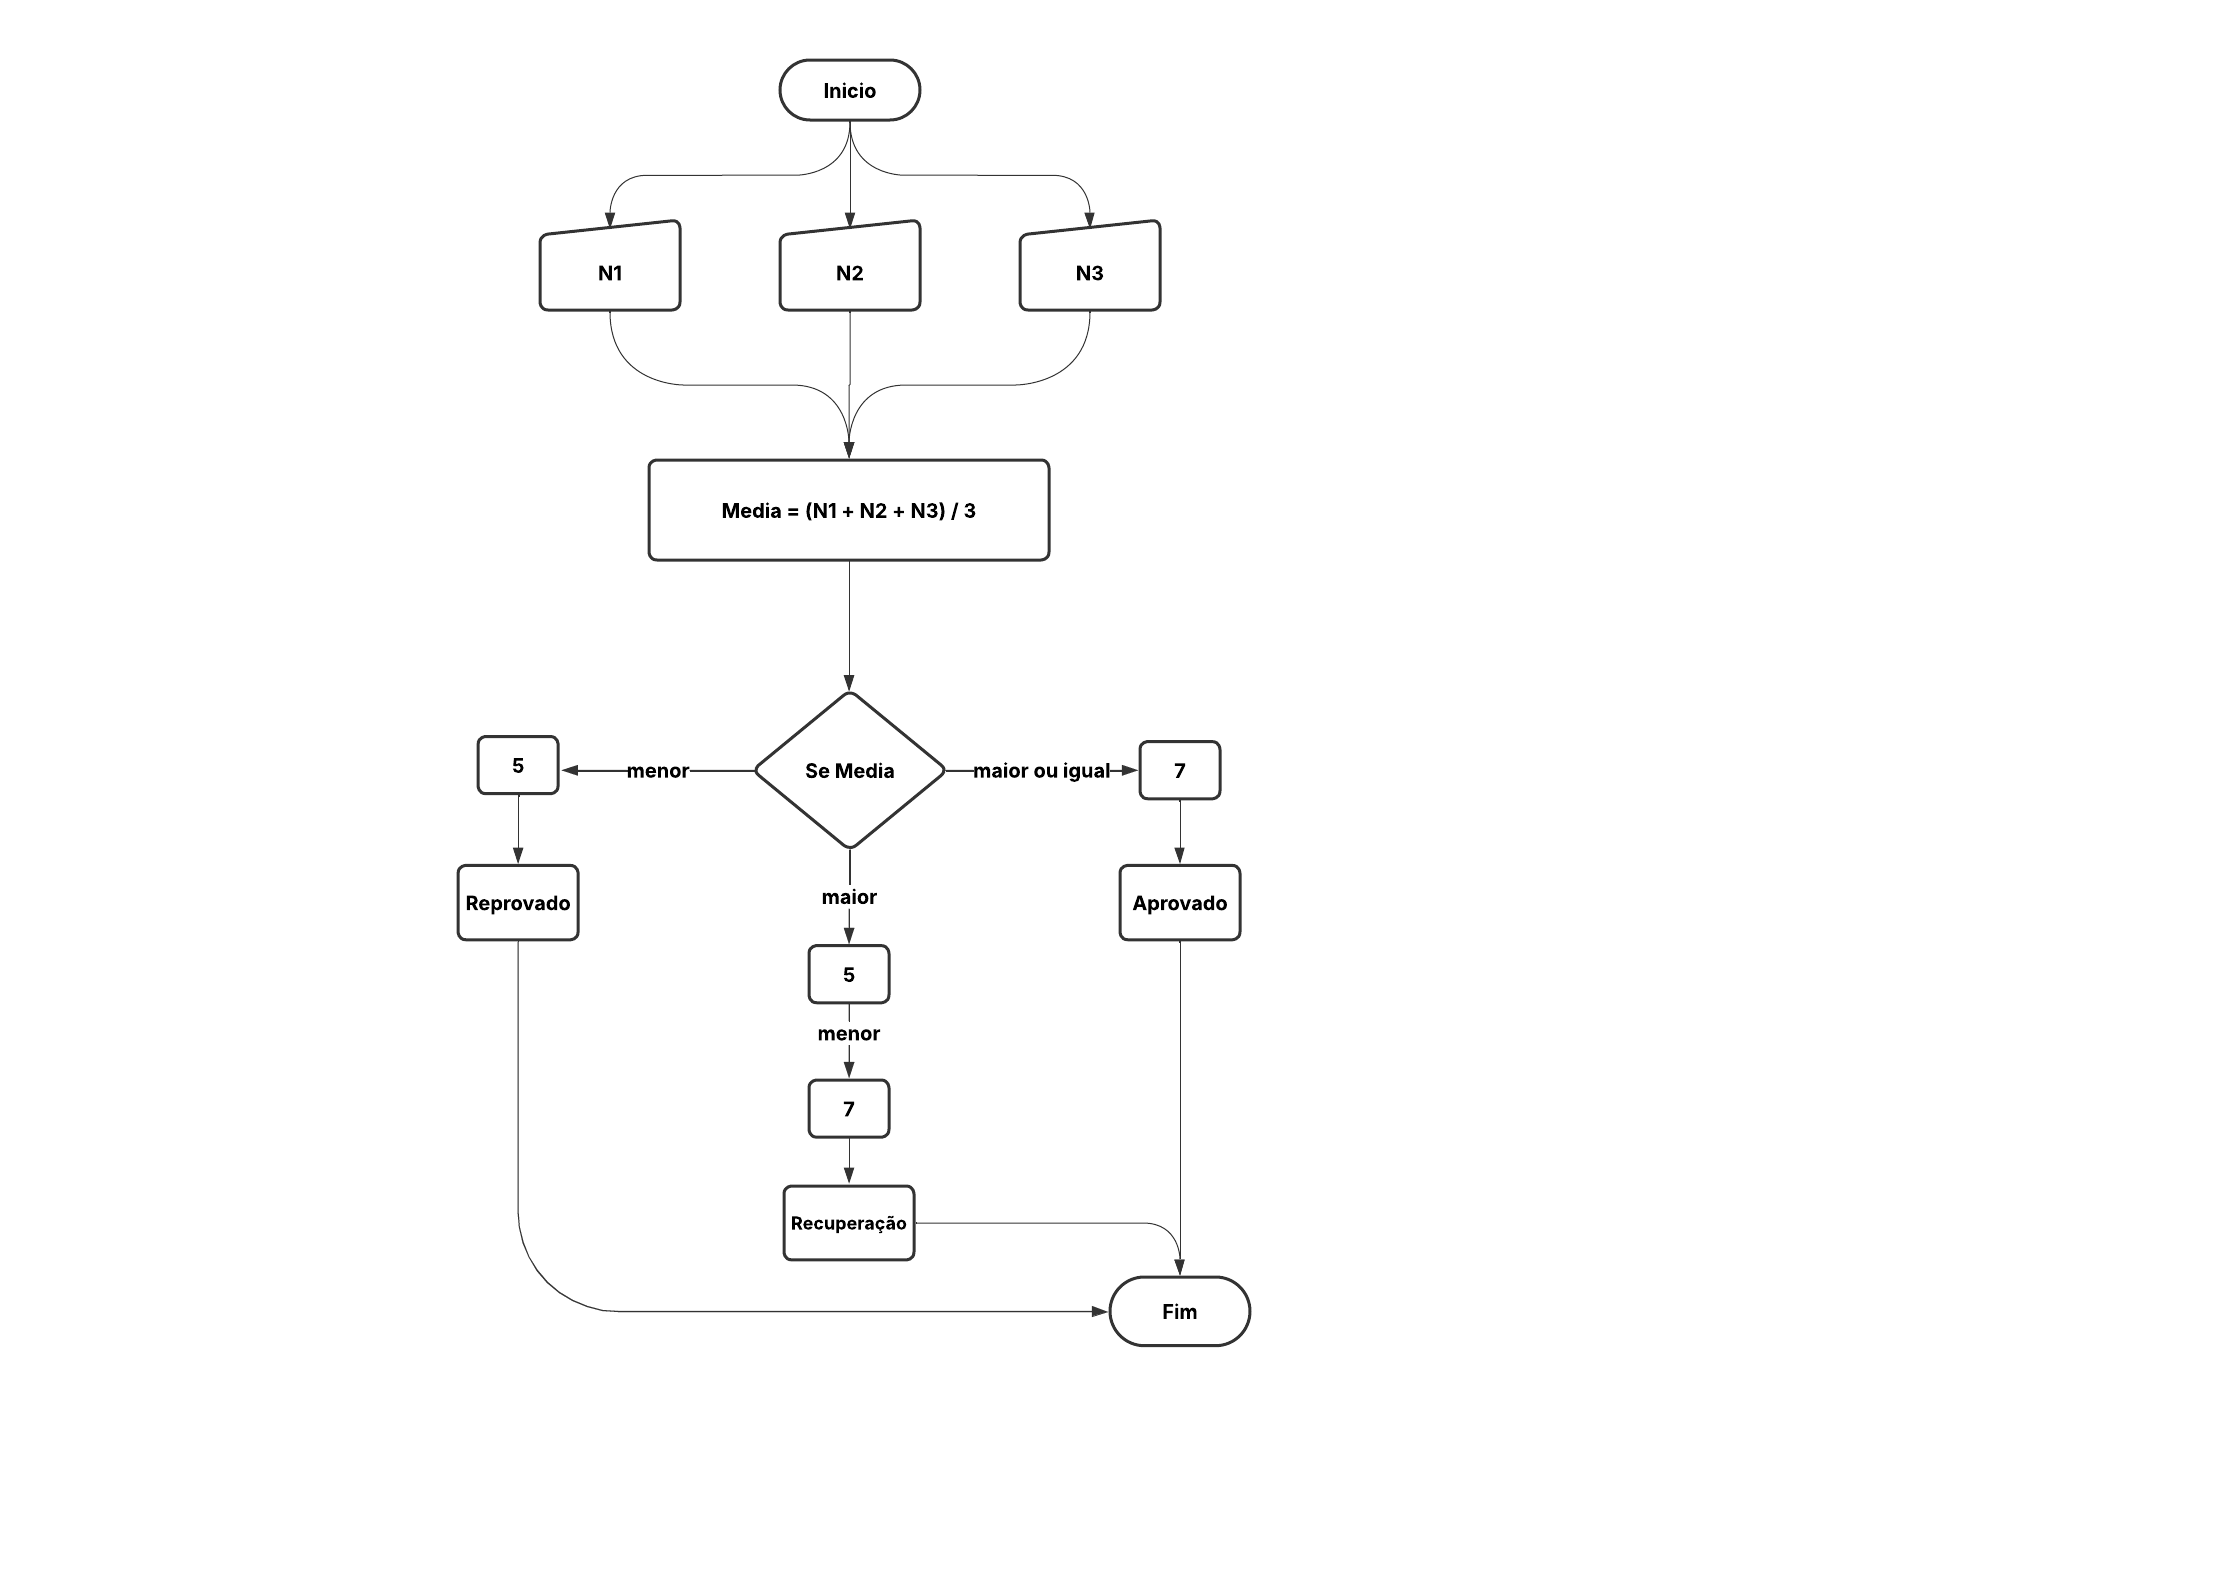 Inicio
N1
N2
N3
Media = (N1 + N2 + N3) / 3
5
menor
Se Media
maior ou igual
7
Reprovado
maior
Aprovado
5
menor
7
Recuperação
Fim